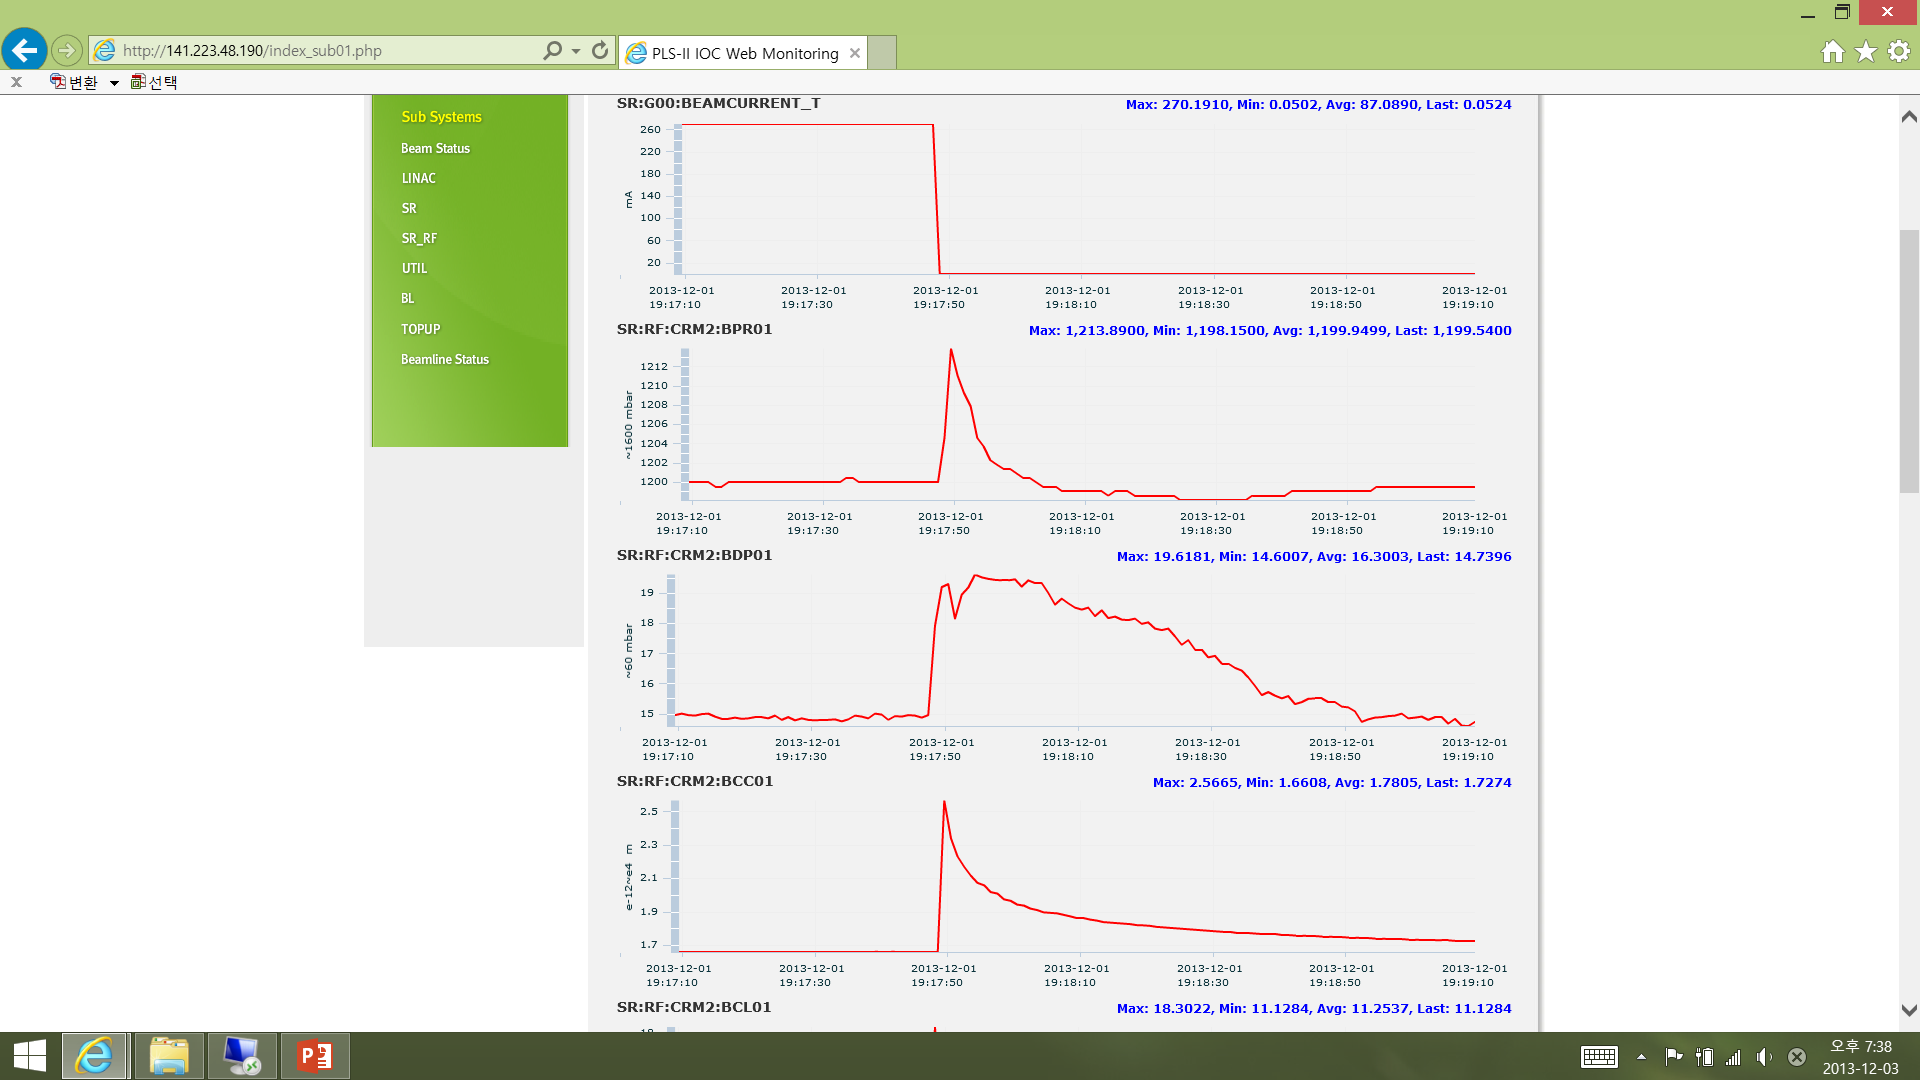 http://141.223.48.190/index_sub01.php
PLS-II IOC Web Monitoring
변환
선택
Sub Systems
Beam Status
LINAC
SR
SR_RF
UTIL
BL
TOPUP
Beamline Status
SR:G00:BEAMCURRENT_T
Max: 270.1910, Min: 0.0502, Avg: 87.0890, Last: 0.0524
mA
260
220
180
140
100
60
20
2013-12-01 2013-12-01 2013-12-01 2013-12-01 2013-12-01 2013-12-01 2013-12-01
19:17:10 19:17:30 19:17:50 19:18:10 19:18:30 19:18:50 19:19:10
SR:RF:CRM2:BPR01
Max: 1,213.8900, Min: 1,198.1500, Avg: 1,199.9499, Last: 1,199.5400
~1600 mbar
1212
1210
1208
1206
1204
1202
1200
2013-12-01 2013-12-01 2013-12-01 2013-12-01 2013-12-01 2013-12-01 2013-12-01
19:17:10 19:17:30 19:17:50 19:18:10 19:18:30 19:18:50 19:19:10
SR:RF:CRM2:BDP01
Max: 19.6181, Min: 14.6007, Avg: 16.3003, Last: 14.7396
~60 mbar
19
18
17
16
15
2013-12-01 2013-12-01 2013-12-01 2013-12-01 2013-12-01 2013-12-01 2013-12-01
19:17:10 19:17:30 19:17:50 19:18:10 19:18:30 19:18:50 19:19:10
SR:RF:CRM2:BCC01
Max: 2.5665, Min: 1.6608, Avg: 1.7805, Last: 1.7274
e-12~e4 m
2.5
2.3
2.1
1.9
1.7
2013-12-01 2013-12-01 2013-12-01 2013-12-01 2013-12-01 2013-12-01 2013-12-01
19:17:10 19:17:30 19:17:50 19:18:10 19:18:30 19:18:50 19:19:10
SR:RF:CRM2:BCL01
Max: 18.3022, Min: 11.1284, Avg: 11.2537, Last: 11.1284
오후 7:38
2013-12-03